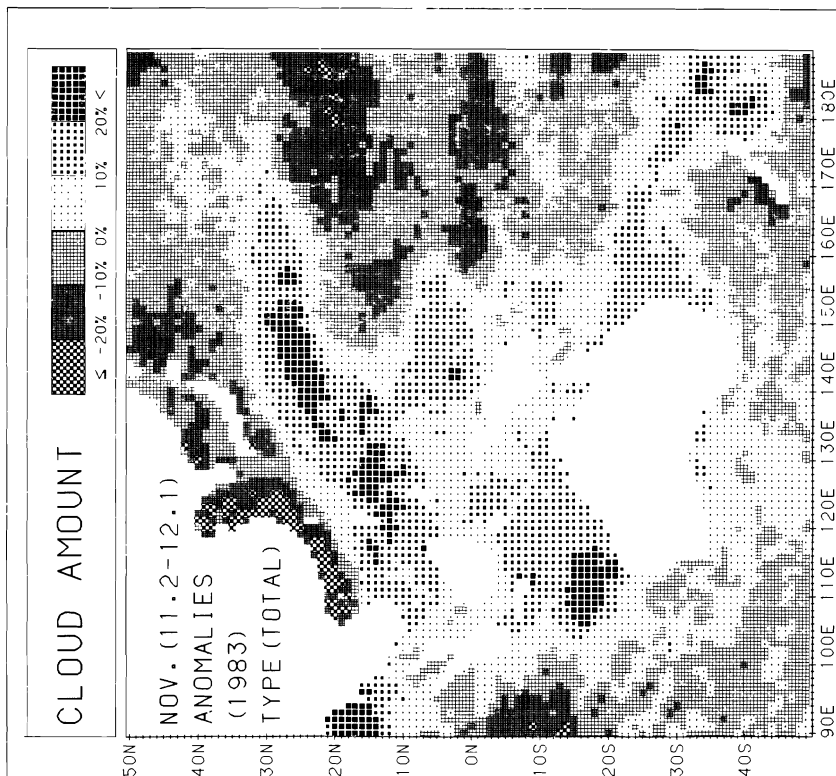 CLOUD AMOUNT
≤ -20% -10% 0% 10% 20% <
NOV. (11.2-12.1)
ANOMALIES
(1983)
TYPE (TOTAL)
50N 40N 30N 20N 10N 0N 10S 20S 30S 40S
90E 100E 110E 120E 130E 140E 150E 160E 170E 180E